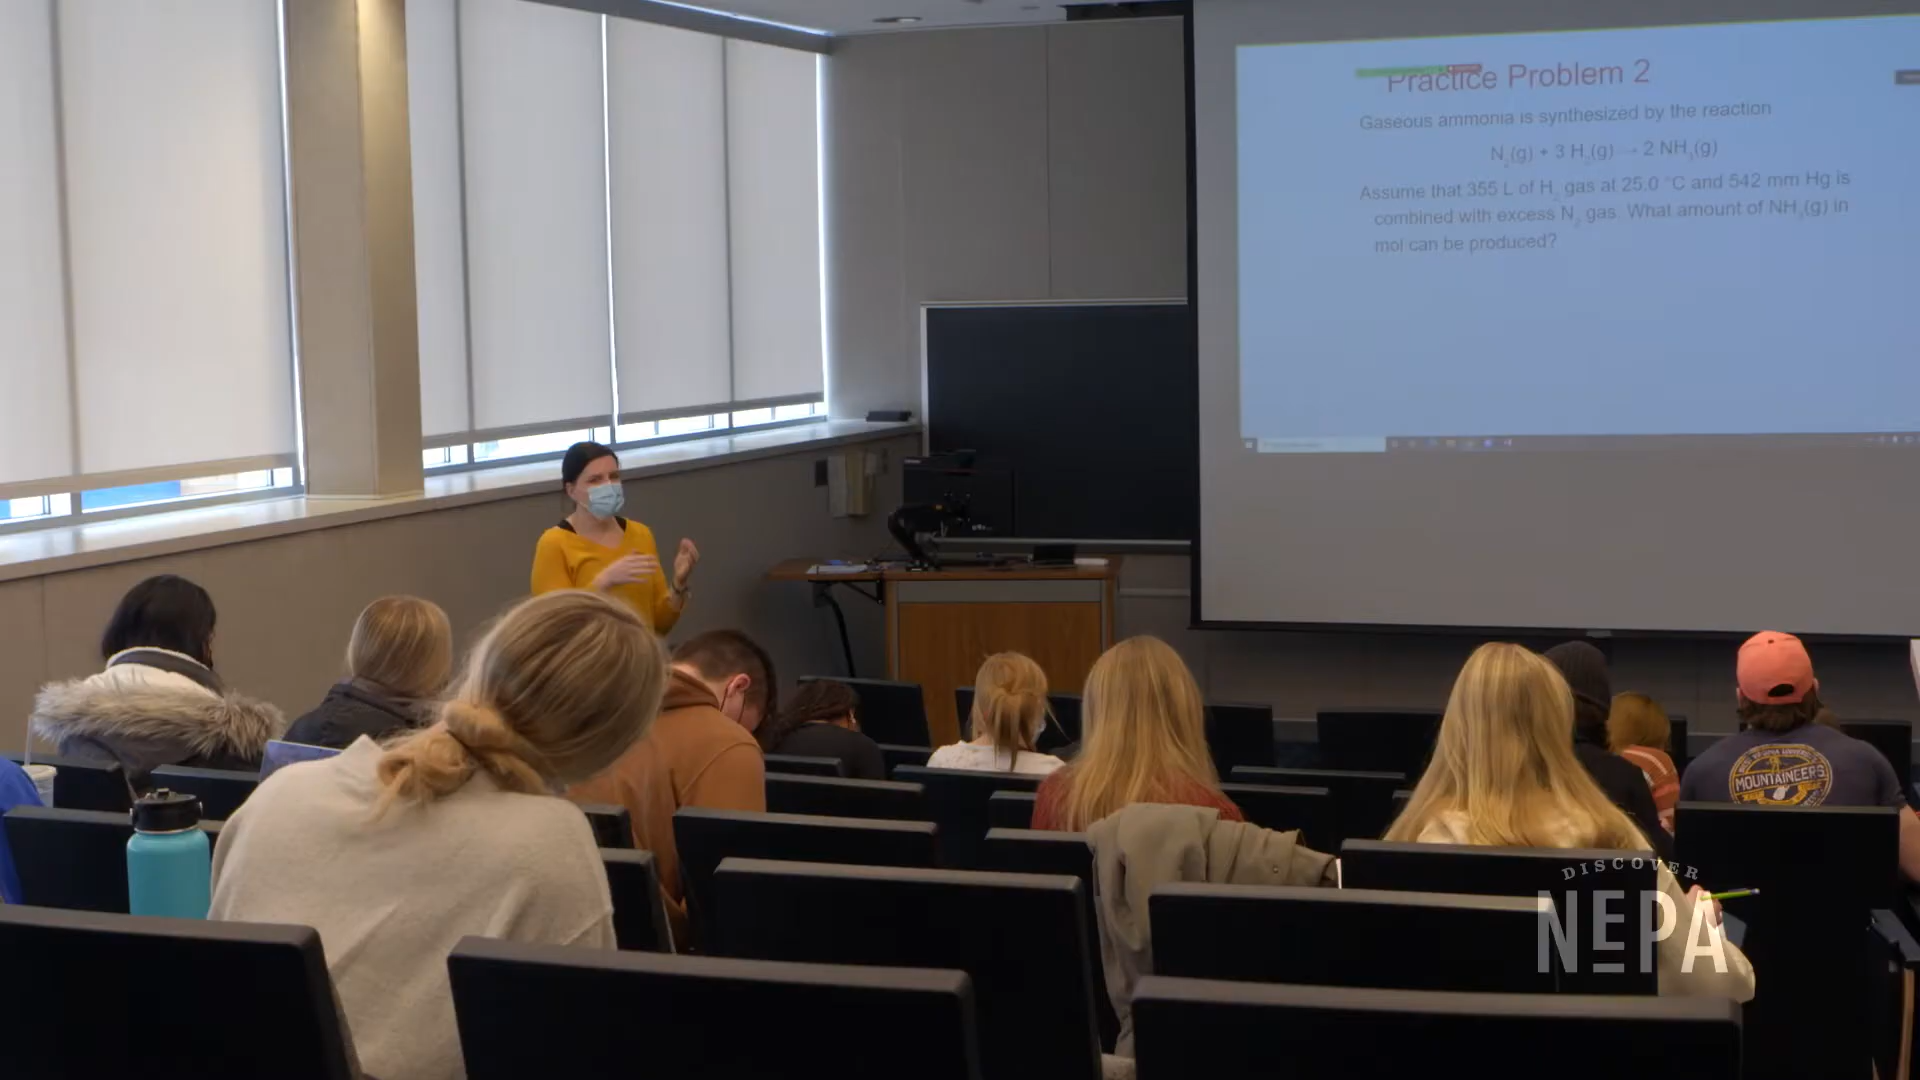 Practice Problem 2
Gaseous ammonia is synthesized by the reaction
N2(g) + 3 H2(g) → 2 NH3(g)
Assume that 355 L of H2 gas at 25.0 °C and 542 mm Hg is
combined with excess N2 gas. What amount of NH3(g) in
mol can be produced?
MOUNTAINEERS
DISCOVER
NEPA